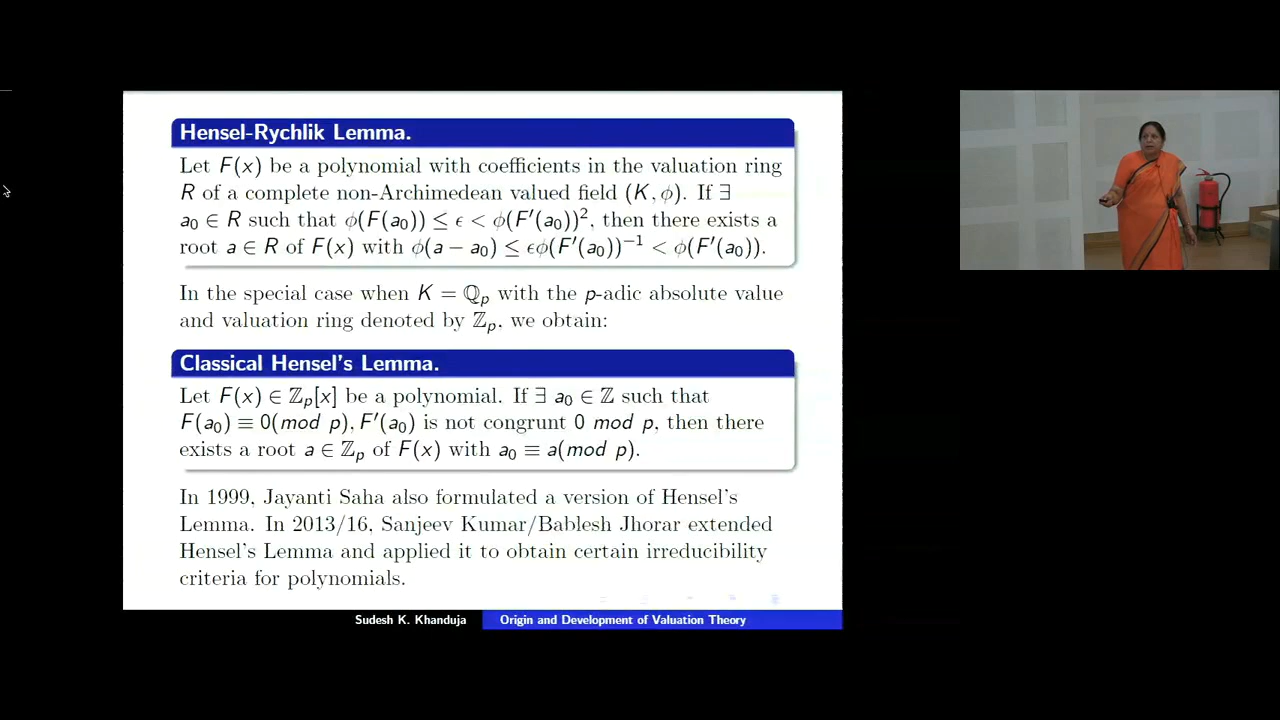 Hensel-Rychlik Lemma.
Let F(x) be a polynomial with coefficients in the valuation ring
R of a complete non-Archimedean valued field (K, ϕ). If ∃
a₀ ∈ R such that ϕ(F(a₀)) ≤ ϵ < ϕ(F′(a₀))², then there exists a
root a ∈ R of F(x) with ϕ(a − a₀) ≤ ϵϕ(F′(a₀))⁻¹ < ϕ(F′(a₀)).
In the special case when K = ℚₚ with the p-adic absolute value
and valuation ring denoted by ℤₚ, we obtain:
Classical Hensel's Lemma.
Let F(x) ∈ ℤₚ[x] be a polynomial. If ∃ a₀ ∈ ℤ such that
F(a₀) ≡ 0(mod p), F′(a₀) is not congrunt 0 mod p, then there
exists a root a ∈ ℤₚ of F(x) with a₀ ≡ a(mod p).
In 1999, Jayanti Saha also formulated a version of Hensel's
Lemma. In 2013/16, Sanjeev Kumar/Bablesh Jhorar extended
Hensel's Lemma and applied it to obtain certain irreducibility
criteria for polynomials.
Sudesh K. Khanduja Origin and Development of Valuation Theory